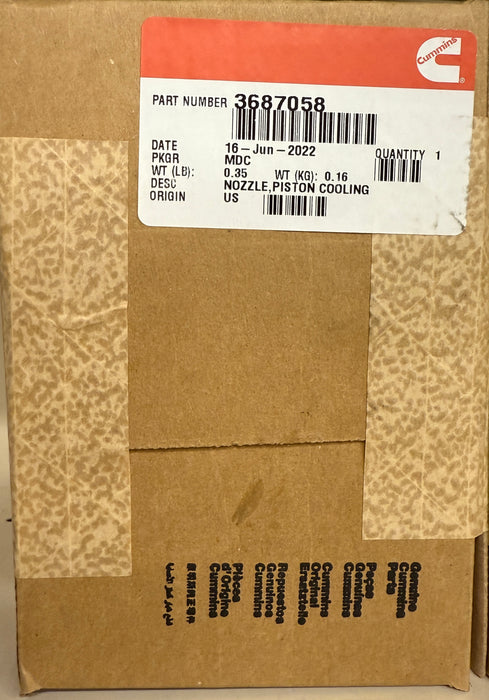 Cummins
PART NUMBER 3687058
DATE 16-Jun-2022
QUANTITY 1
PKGR MDC
WT (LB): 0.35 WT (KG): 0.16
DESC NOZZLE,PISTON COOLING
ORIGIN US
Genuine
Cummins
Parts
Peças
Genuínas
Cummins
Cummins
Original
Ersatzteile
Repuestos
Genuinos
Cummins
Pièces
d'Origine
Cummins